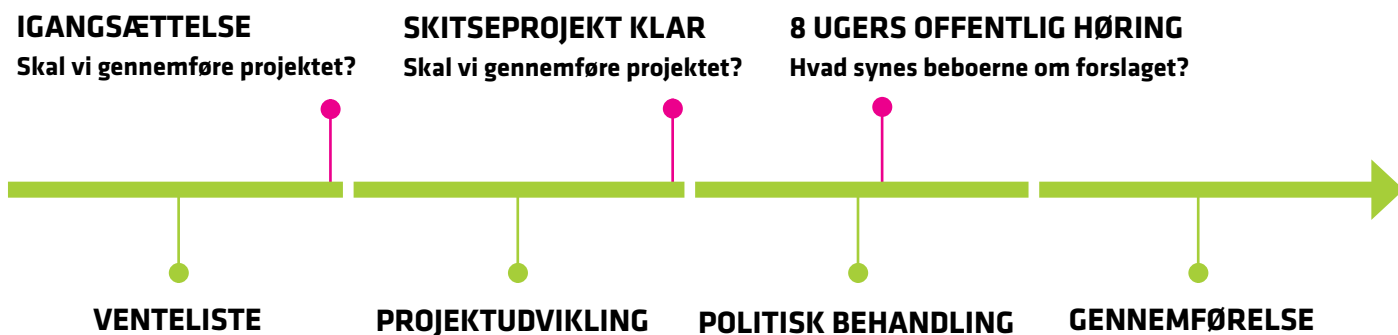 IGANGSÆTTELSE
Skal vi gennemføre projektet?
SKITSEPROJEKT KLAR
Skal vi gennemføre projektet?
8 UGERS OFFENTLIG HØRING
Hvad synes beboerne om forslaget?
VENTELISTE
PROJEKTUDVIKLING
POLITISK BEHANDLING
GENNEMFØRELSE